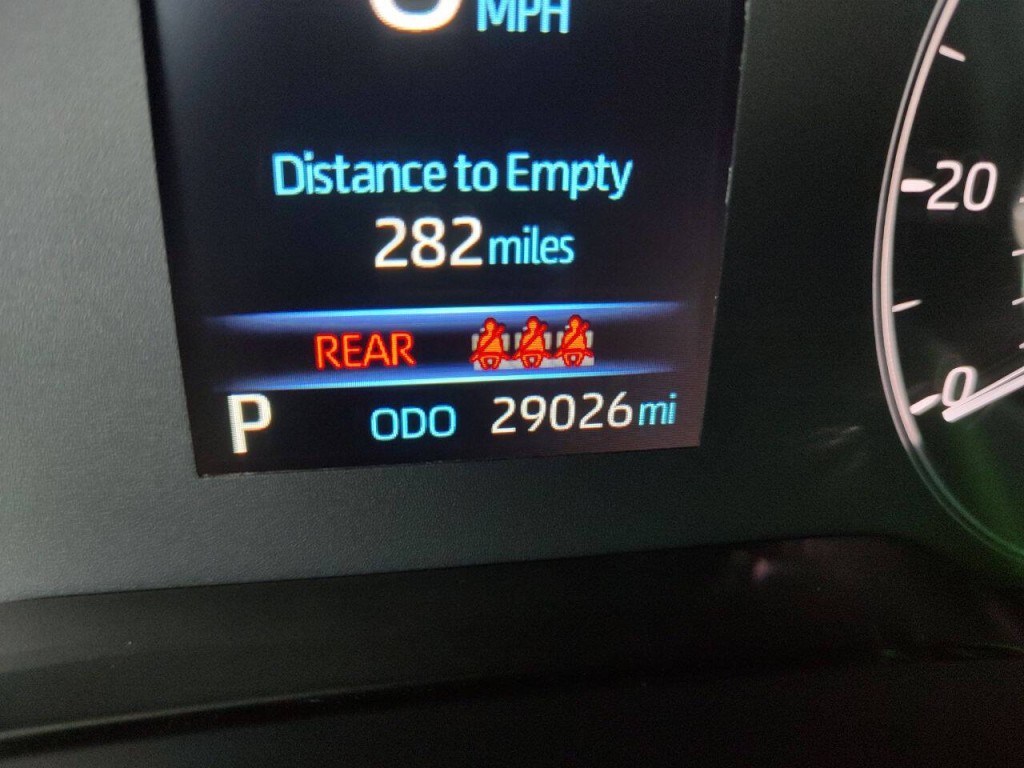 MPH
Distance to Empty
282 miles
REAR
P ODO 29026 mi
20
0